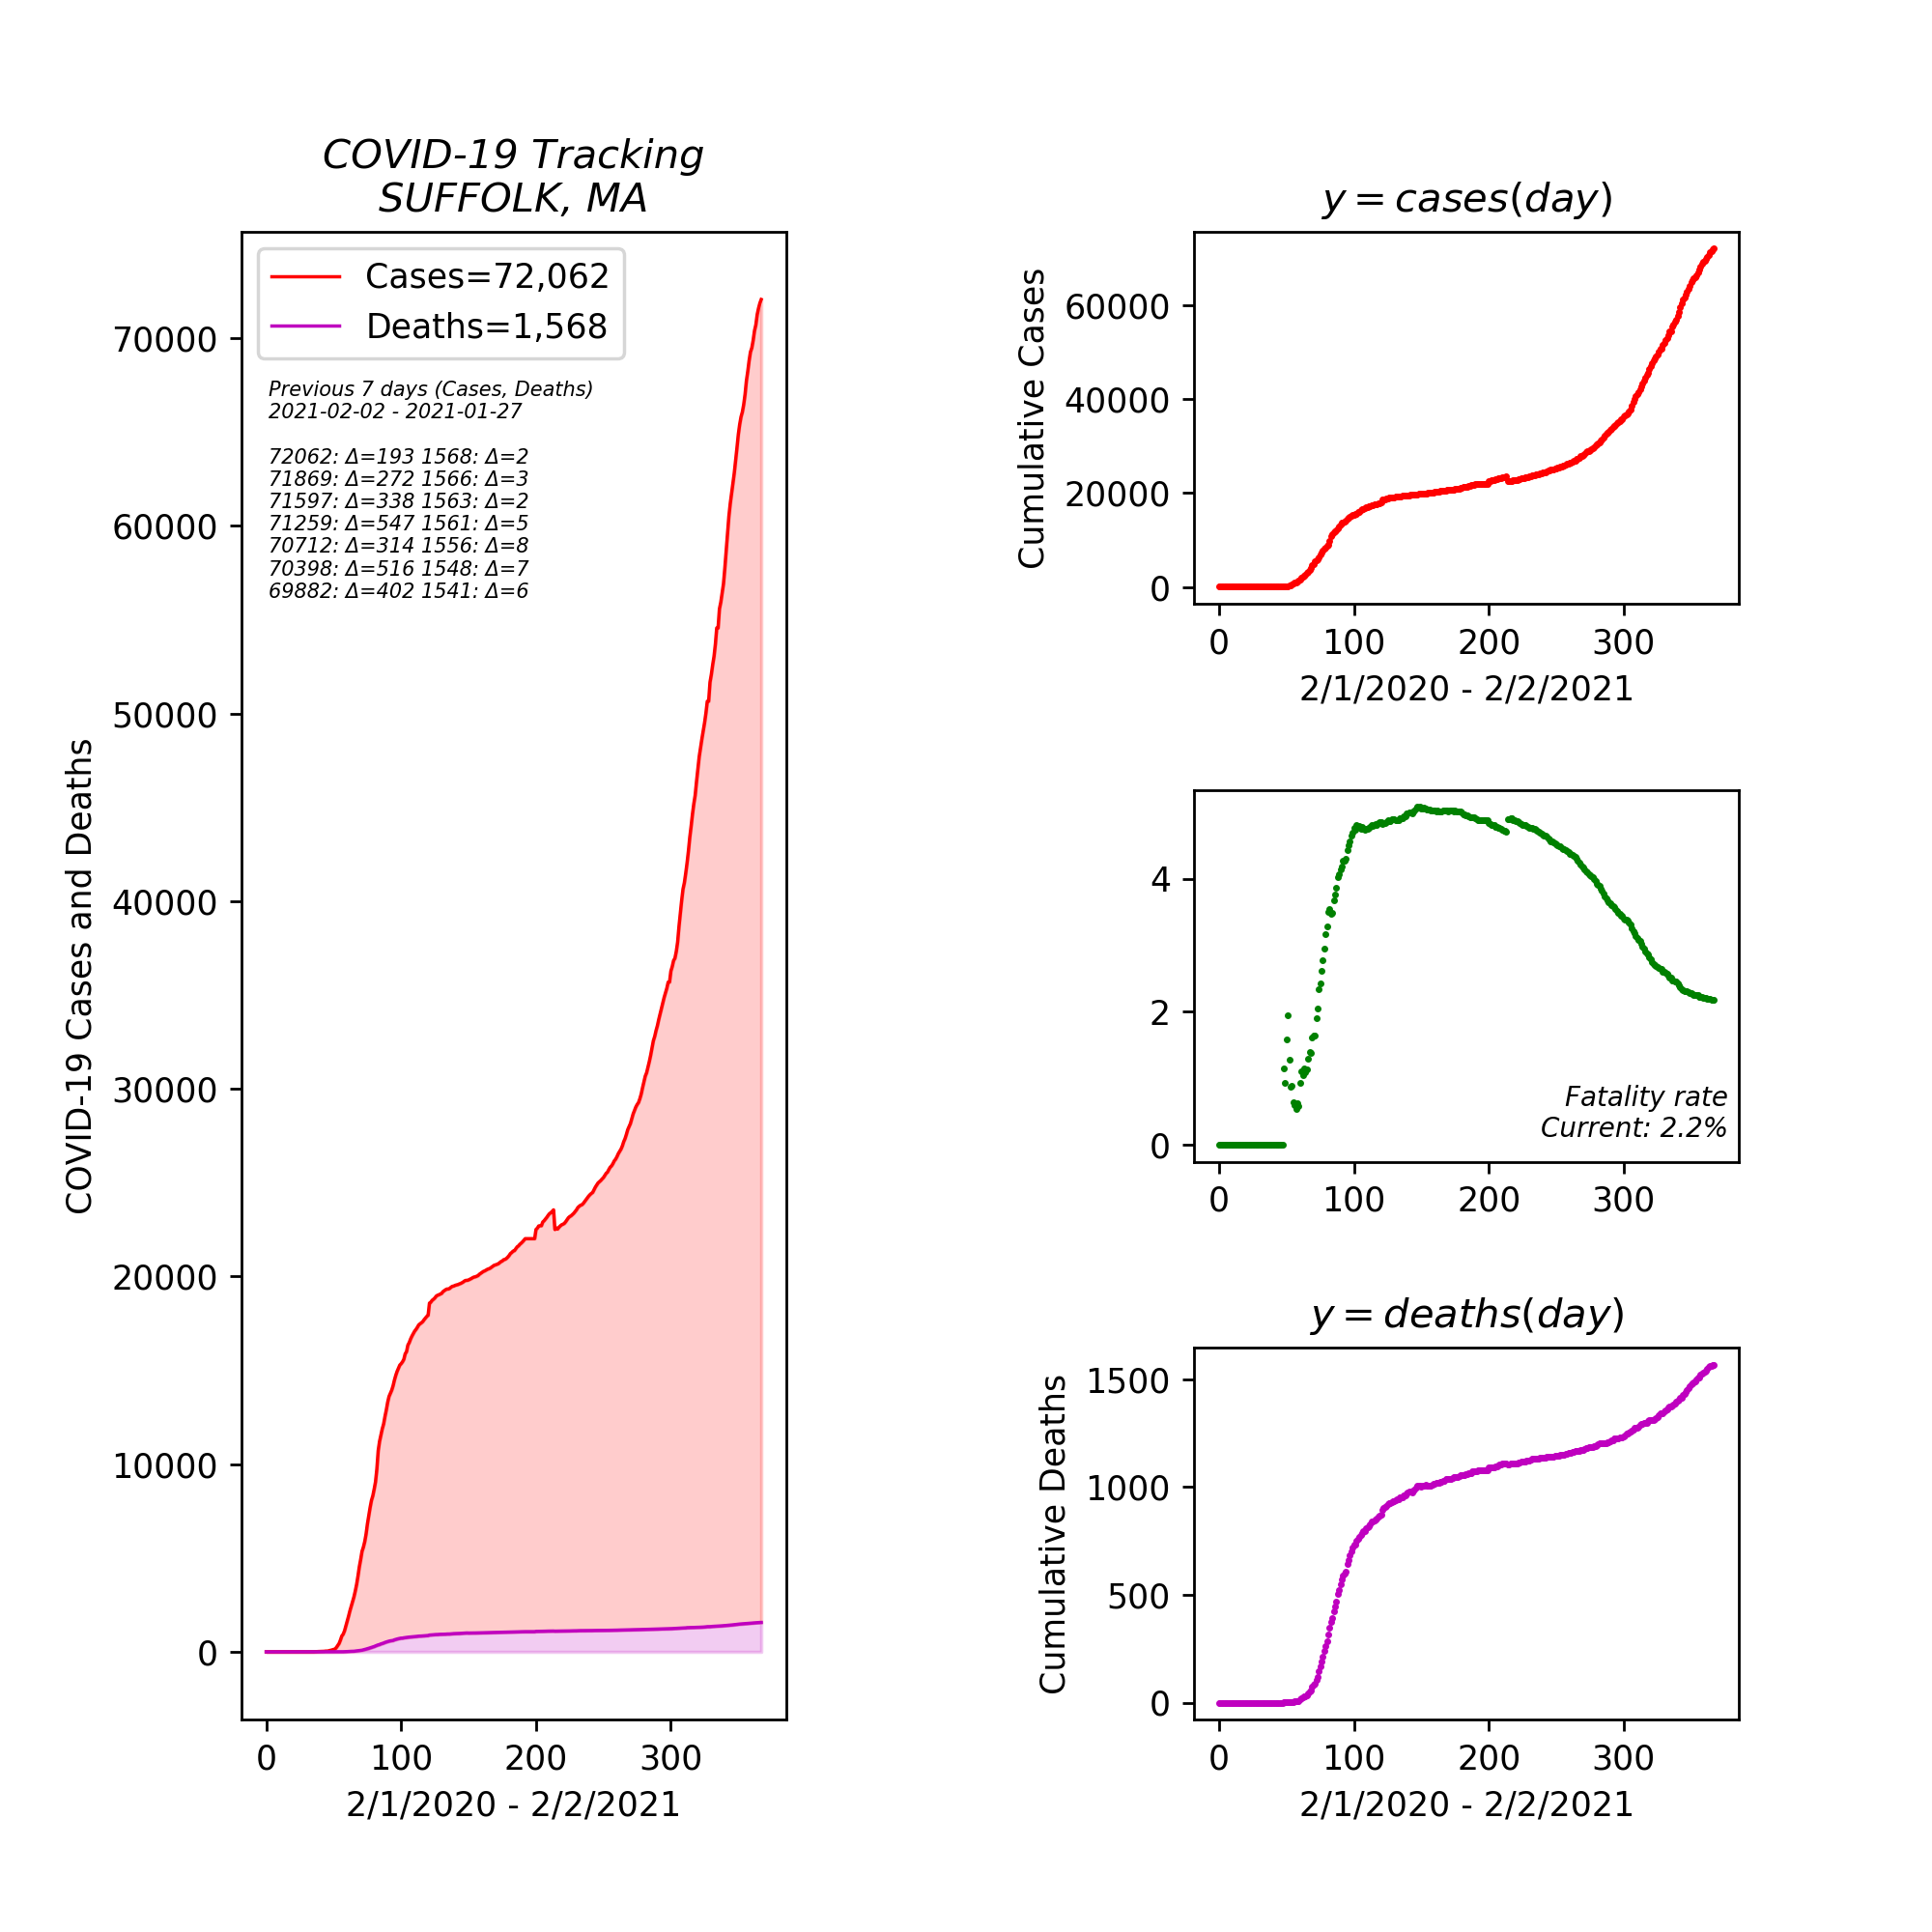 COVID-19 Tracking
SUFFOLK, MA
Cases=72,062
Deaths=1,568
Previous 7 days (Cases, Deaths)
2021-02-02 - 2021-01-27
72062: Δ=193 1568: Δ=2
71869: Δ=272 1566: Δ=3
71597: Δ=338 1563: Δ=2
71259: Δ=547 1561: Δ=5
70712: Δ=314 1556: Δ=8
70398: Δ=516 1548: Δ=7
69882: Δ=402 1541: Δ=6
COVID-19 Cases and Deaths
70000
60000
50000
40000
30000
20000
10000
0
0 100 200 300
2/1/2020 - 2/2/2021
y = cases(day)
Cumulative Cases
60000
40000
20000
0
0 100 200 300
2/1/2020 - 2/2/2021
4
2
0
Fatality rate
Current: 2.2%
0 100 200 300
y = deaths(day)
Cumulative Deaths
1500
1000
500
0
0 100 200 300
2/1/2020 - 2/2/2021